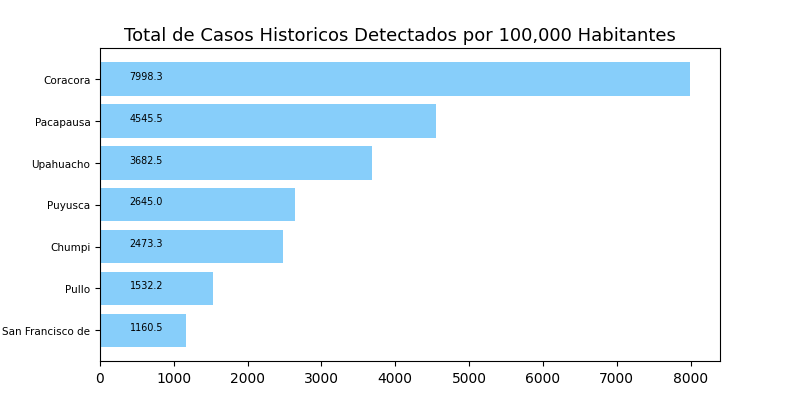 Total de Casos Historicos Detectados por 100,000 Habitantes
Coracora 7998.3
Pacapausa 4545.5
Upahuacho 3682.5
Puyusca 2645.0
Chumpi 2473.3
Pullo 1532.2
San Francisco de 1160.5
0 1000 2000 3000 4000 5000 6000 7000 8000